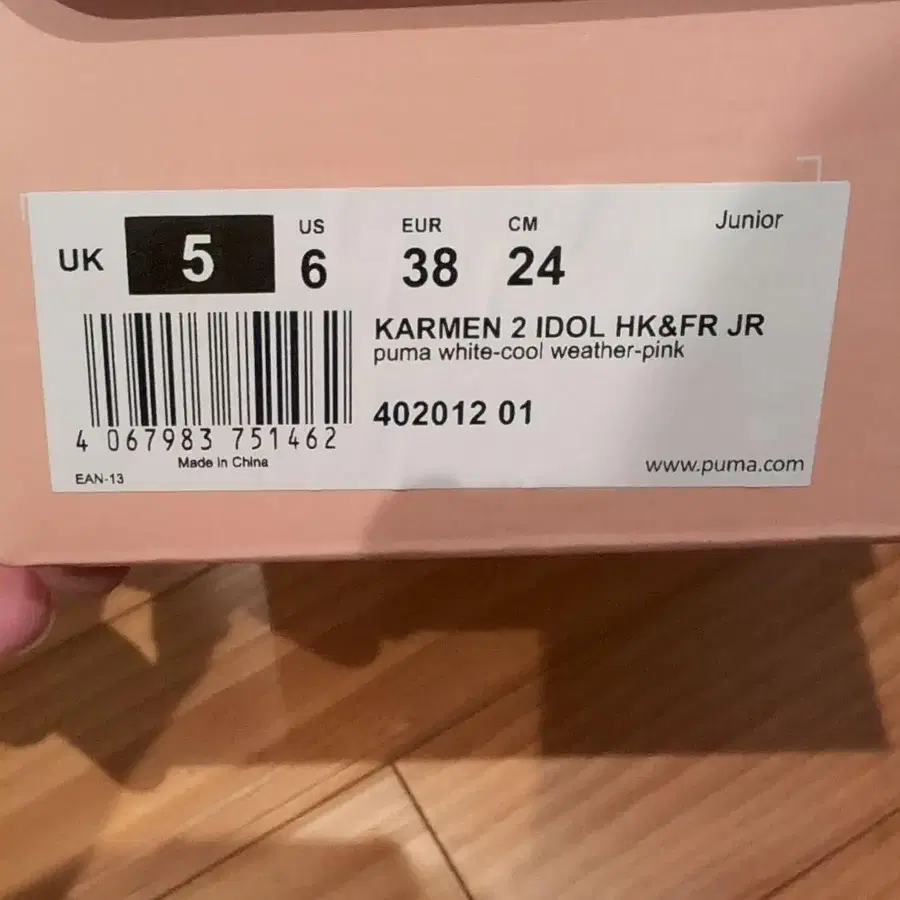 Junior
UK 5 US 6 EUR 38 CM 24
KARMEN 2 IDOL HK&FR JR
puma white-cool weather-pink
402012 01
4 067983 751462
Made in China
EAN-13
www.puma.com